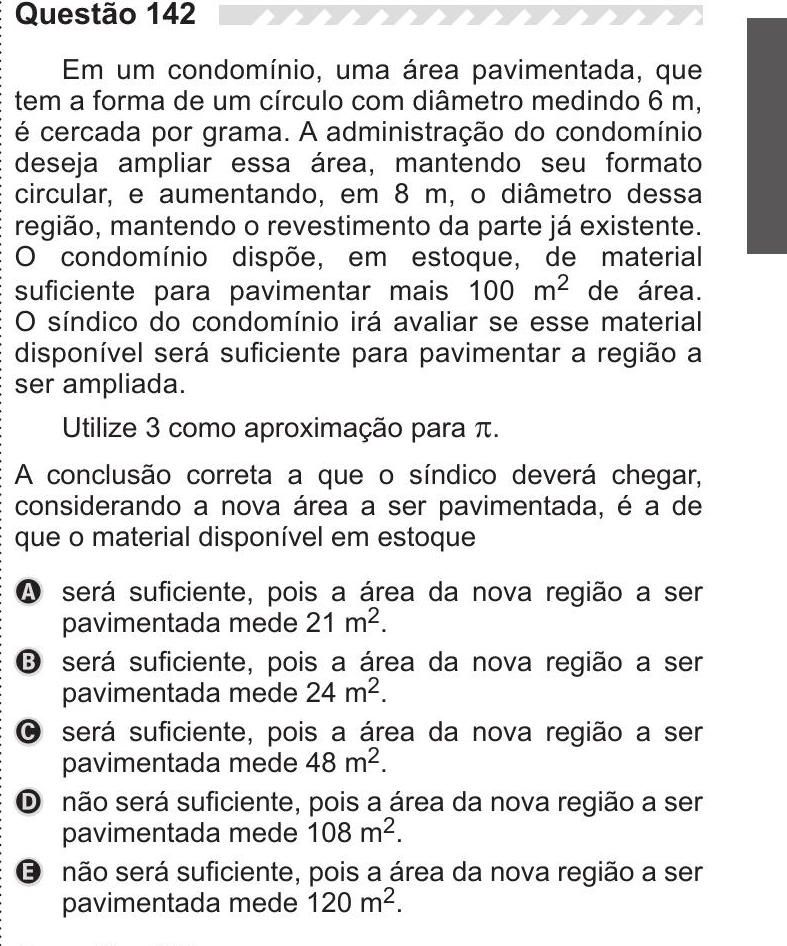 Questão 142
Em um condomínio, uma área pavimentada, que
tem a forma de um círculo com diâmetro medindo 6 m,
é cercada por grama. A administração do condomínio
deseja ampliar essa área, mantendo seu formato
circular, e aumentando, em 8 m, o diâmetro dessa
região, mantendo o revestimento da parte já existente.
O condomínio dispõe, em estoque, de material
suficiente para pavimentar mais 100 m² de área.
O síndico do condomínio irá avaliar se esse material
disponível será suficiente para pavimentar a região a
ser ampliada.
Utilize 3 como aproximação para π.
A conclusão correta a que o síndico deverá chegar,
considerando a nova área a ser pavimentada, é a de
que o material disponível em estoque
A será suficiente, pois a área da nova região a ser
pavimentada mede 21 m².
B será suficiente, pois a área da nova região a ser
pavimentada mede 24 m².
C será suficiente, pois a área da nova região a ser
pavimentada mede 48 m².
D não será suficiente, pois a área da nova região a ser
pavimentada mede 108 m².
E não será suficiente, pois a área da nova região a ser
pavimentada mede 120 m².